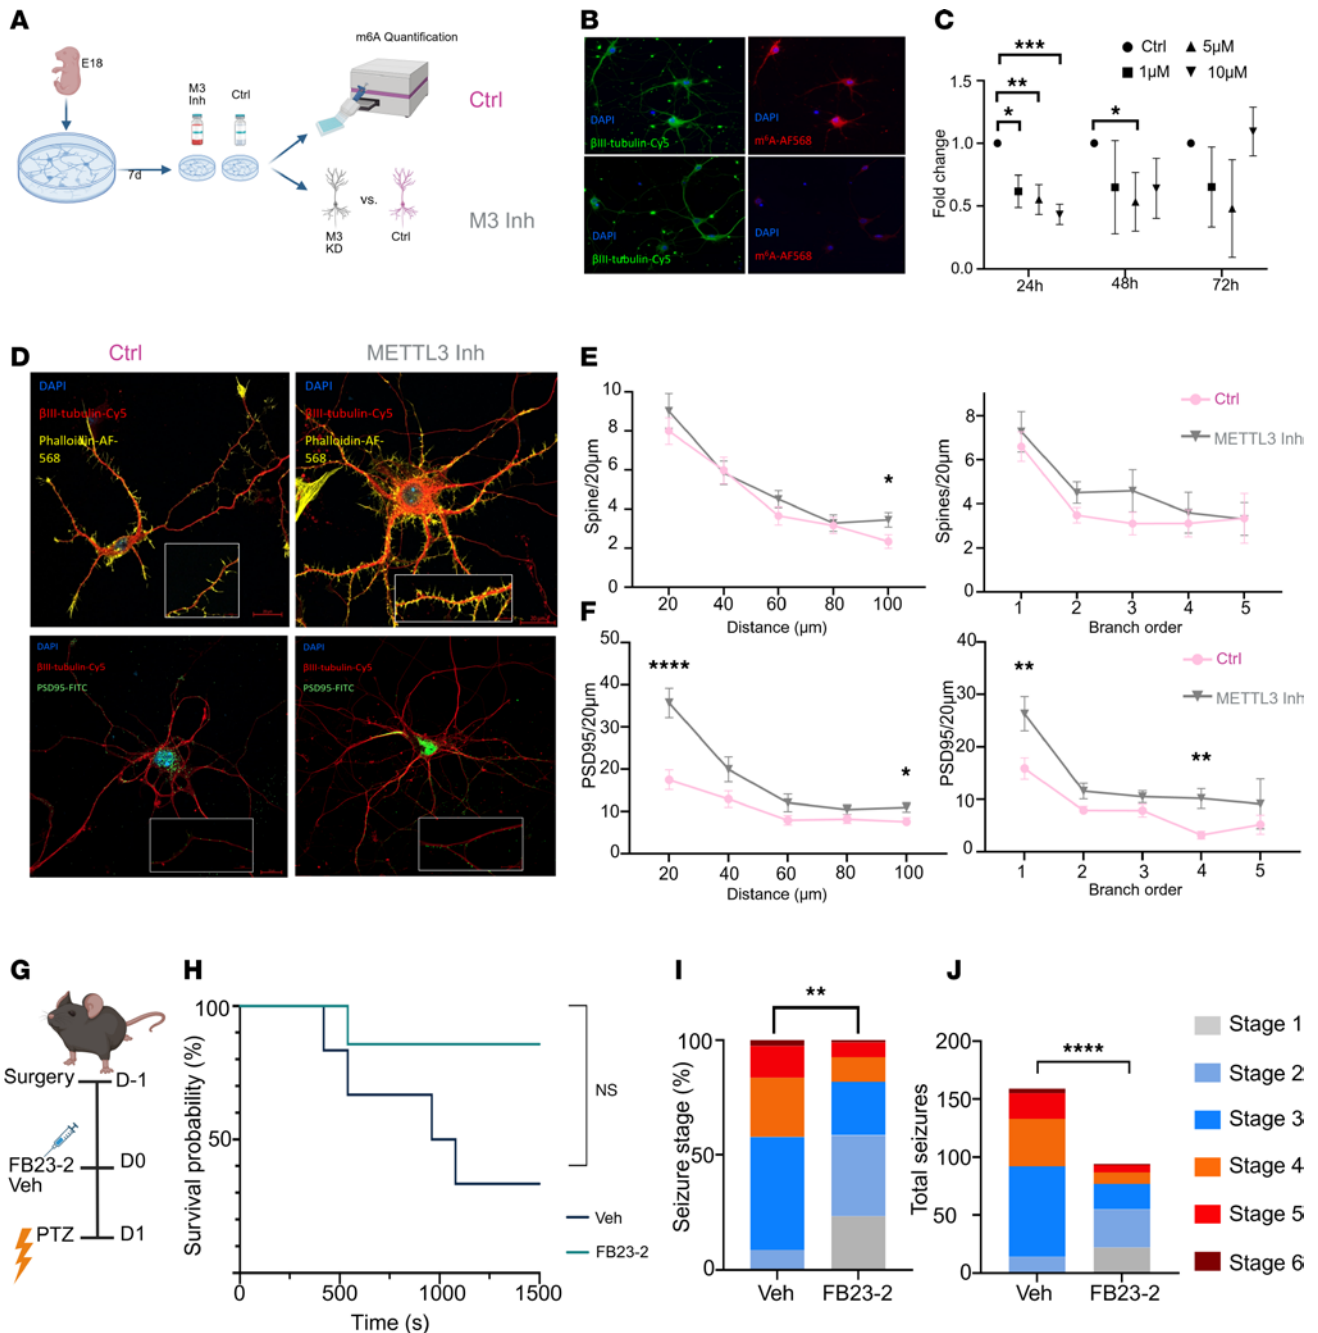 A
E18
7d
M3
Inh
Ctrl
m6A Quantification
Ctrl
M3 Inh
vs.
M3
KD
Ctrl
B
DAPI
βIII-tubulin-Cy5
DAPI
m⁶A-AF568
DAPI
βIII-tubulin-Cy5
DAPI
m⁶A-AF568
C
Ctrl
5µM
1µM
10µM
***
**
*
*
Fold change
1.5
1.0
0.5
0.0
24h
48h
72h
D
Ctrl
METTL3 Inh
DAPI
βIII-tubulin-Cy5
Phalloidin-AF-
568
DAPI
βIII-tubulin-Cy5
Phalloidin-AF-
568
DAPI
βIII-tubulin-Cy5
PSD95-FITC
DAPI
βIII-tubulin-Cy5
PSD95-FITC
E
Spine/20µm
10
8
6
4
2
0
*
20 40 60 80 100
Distance (µm)
Spines/20µm
8
6
4
2
0
Ctrl
METTL3 Inh
1 2 3 4 5
Branch order
F
PSD95/20µm
50
40
30
20
10
0
****
*
20 40 60 80 100
Distance (µm)
PSD95/20µm
40
30
20
10
0
**
**
Ctrl
METTL3 Inh
1 2 3 4 5
Branch order
G
Surgery
D-1
FB23-2
Veh
D0
PTZ
D1
H
Survival probability (%)
100
50
0 500 1000 1500
Time (s)
NS
Veh
FB23-2
I
**
Seizure stage (%)
100
50
0
Veh
FB23-2
J
****
Total seizures
200
150
100
50
0
Veh
FB23-2
Stage 1
Stage 2
Stage 3
Stage 4
Stage 5
Stage 6